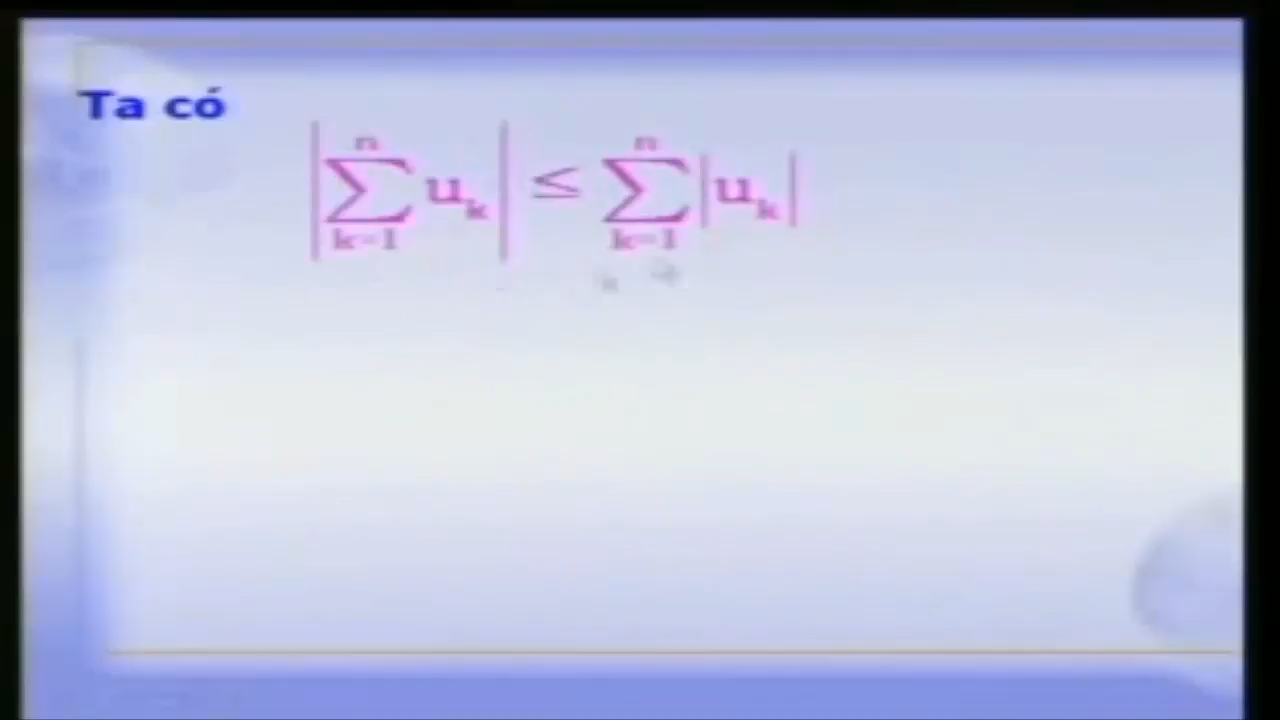 Ta có
|∑_{k=1}^{n} u_k| ≤ ∑_{k=1}^{n} |u_k|